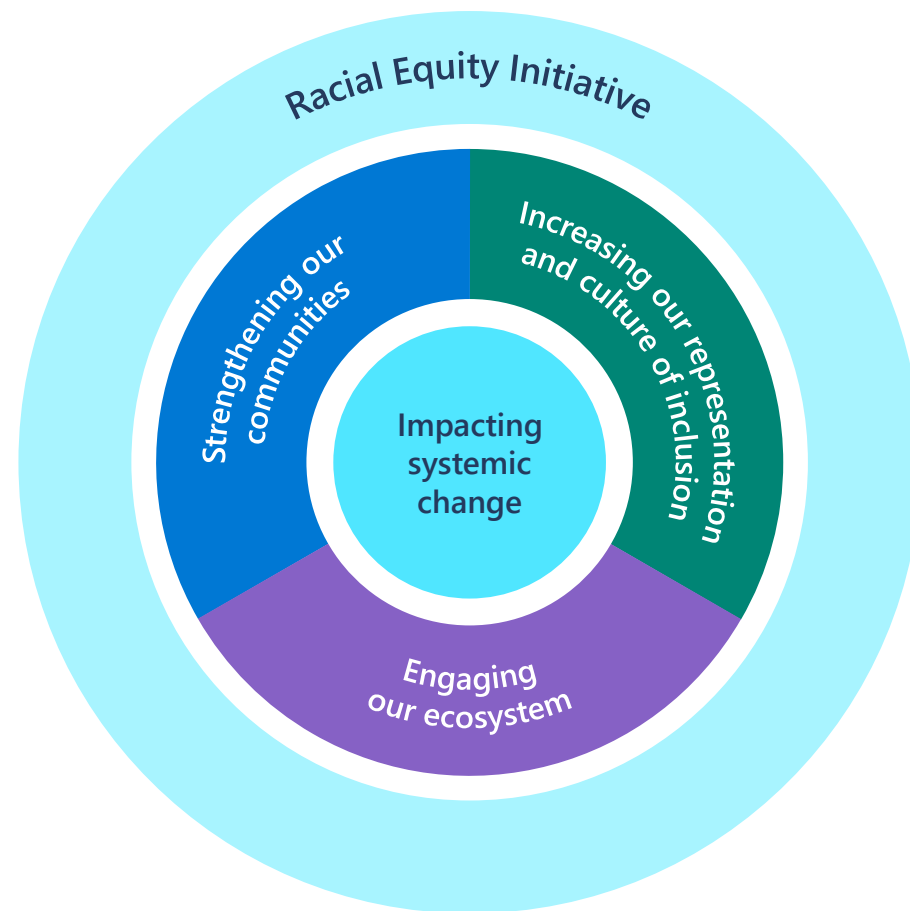 Racial Equity Initiative
Strengthening our
communities
Increasing our representation
and culture of inclusion
Impacting
systemic
change
Engaging
our ecosystem